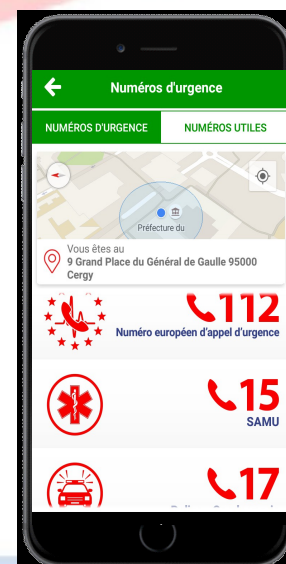 Numéros d'urgence
NUMÉROS D'URGENCE
NUMÉROS UTILES
Préfecture du
Vous êtes au
9 Grand Place du Général de Gaulle 95000
Cergy
112
Numéro européen d'appel d'urgence
15
SAMU
17